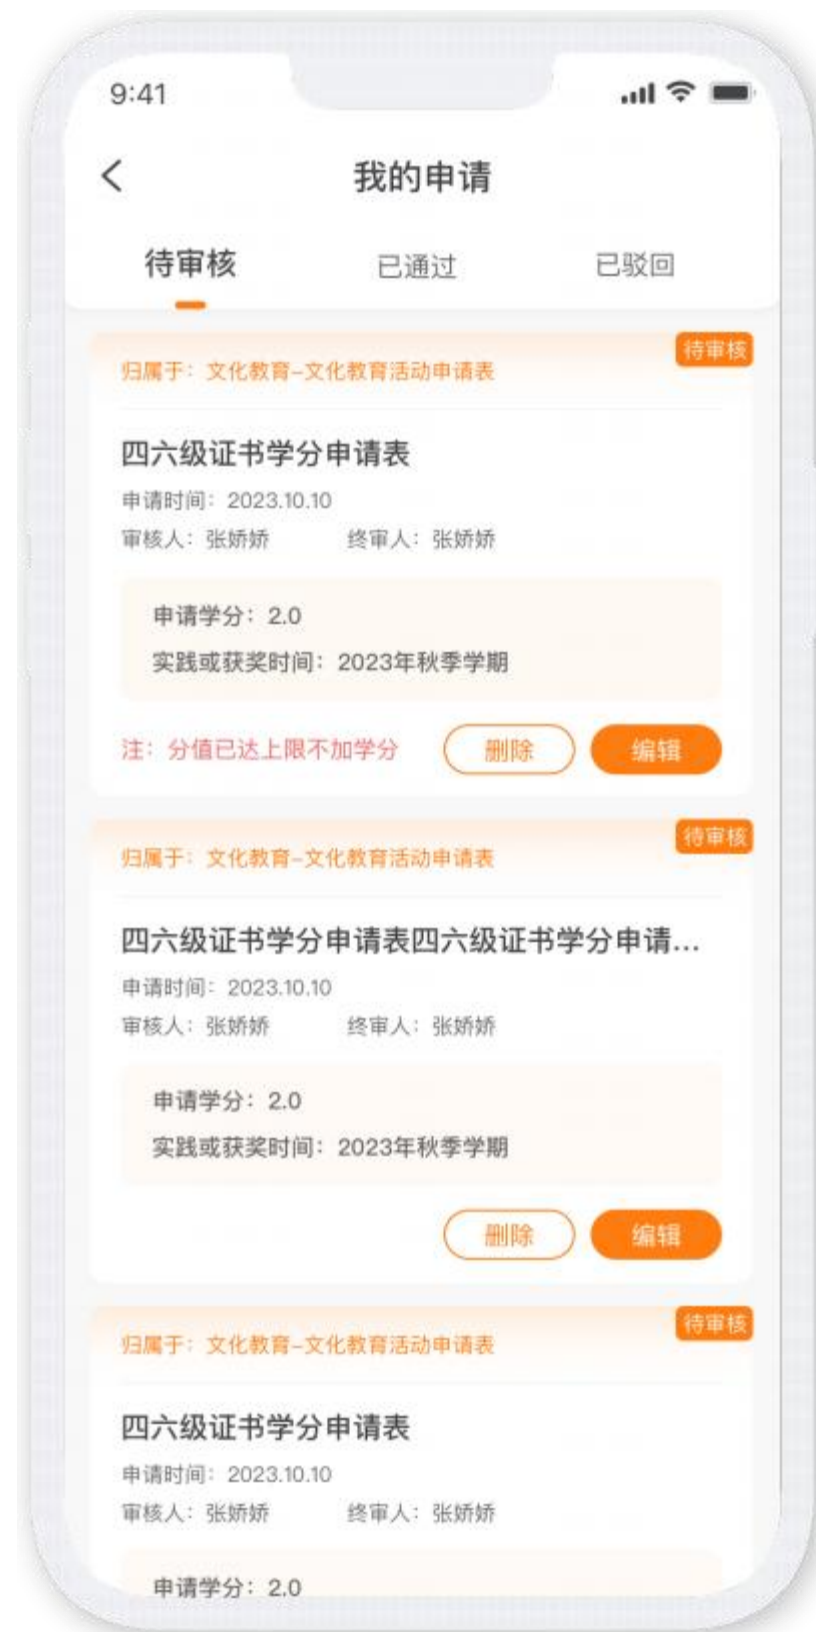 9:41
我的申请
待审核 已通过 已驳回
待审核
归属于：文化教育–文化教育活动申请表
四六级证书学分申请表
申请时间：2023.10.10
审核人：张娇娇 终审人：张娇娇
申请学分：2.0
实践或获奖时间：2023年秋季学期
注：分值已达上限不加学分 删除 编辑
待审核
归属于：文化教育–文化教育活动申请表
四六级证书学分申请表四六级证书学分申请...
申请时间：2023.10.10
审核人：张娇娇 终审人：张娇娇
申请学分：2.0
实践或获奖时间：2023年秋季学期
删除 编辑
待审核
归属于：文化教育–文化教育活动申请表
四六级证书学分申请表
申请时间：2023.10.10
审核人：张娇娇 终审人：张娇娇
申请学分：2.0